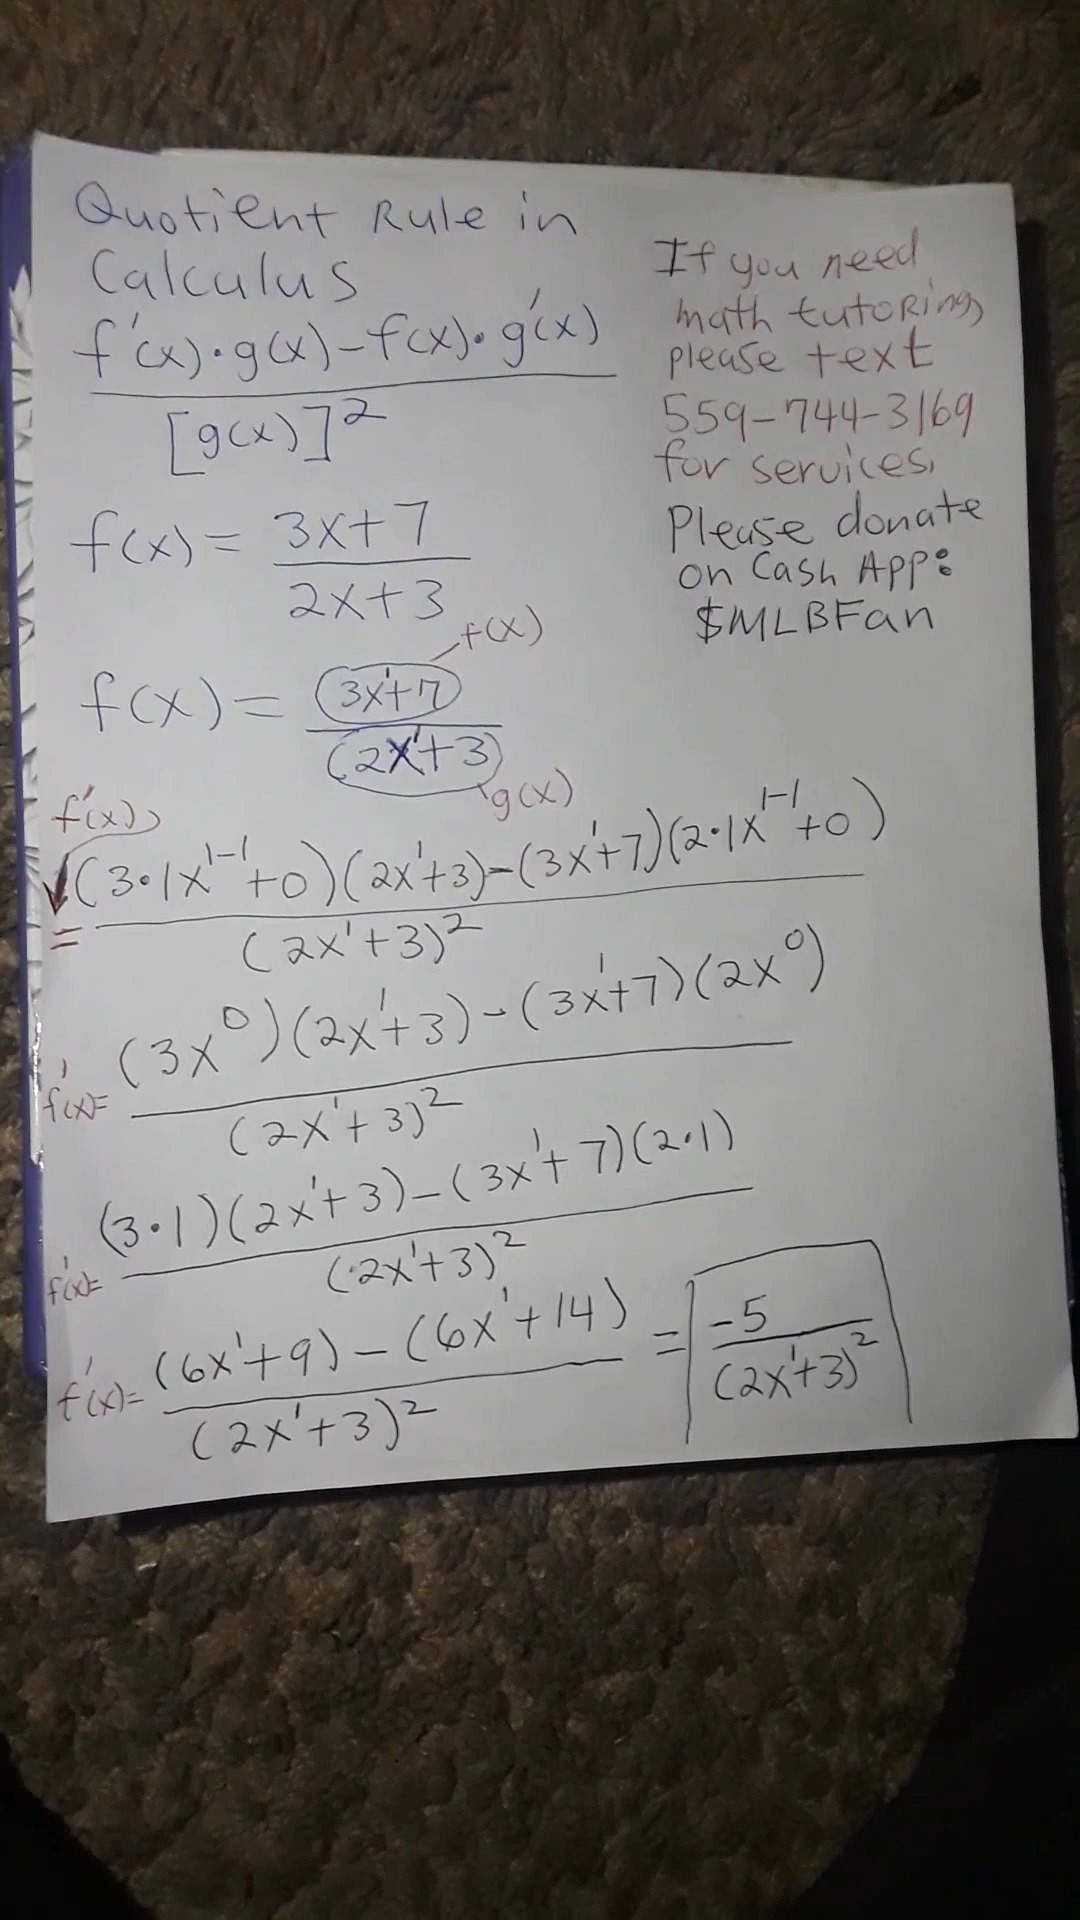 Quotient Rule in
Calculus
f'(x)·g(x)-f(x)·g'(x)
[g(x)]²
f(x)= 3x+7
2x+3
f(x)
f(x)= (3x¹+7)
(2x¹+3)
g(x)
f'(x)
= (3·1x¹⁻¹+0)(2x¹+3)-(3x¹+7)(2·1x¹⁻¹+0)
(2x¹+3)²
f'(x)= (3x⁰)(2x¹+3)-(3x¹+7)(2x⁰)
(2x¹+3)²
f'(x)= (3·1)(2x¹+3)-(3x¹+7)(2·1)
(2x¹+3)²
f'(x)= (6x¹+9)-(6x¹+14) = -5
(2x¹+3)² (2x¹+3)²
If you need
math tutoring,
please text
559-744-3169
for services.
Please donate
on Cash App:
$MLBFan